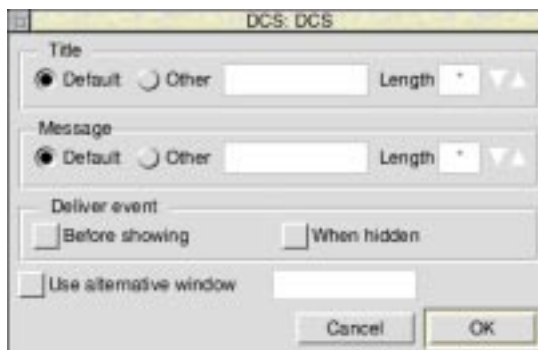 DCS: DCS
Title
Default Other Length *
Message
Default Other Length *
Deliver event
Before showing When hidden
Use alternative window
Cancel OK